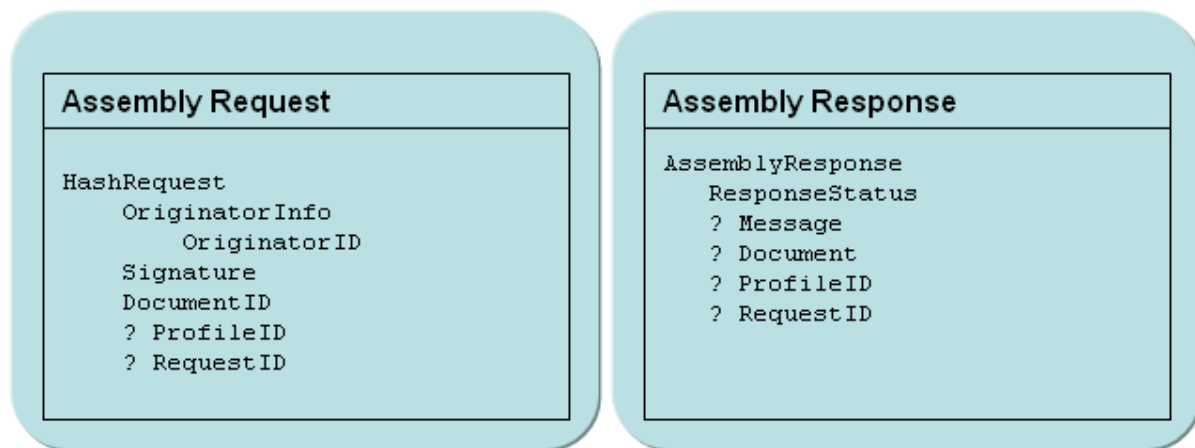 Assembly Request
HashRequest
OriginatorInfo
OriginatorID
Signature
DocumentID
? ProfileID
? RequestID
Assembly Response
AssemblyResponse
ResponseStatus
? Message
? Document
? ProfileID
? RequestID